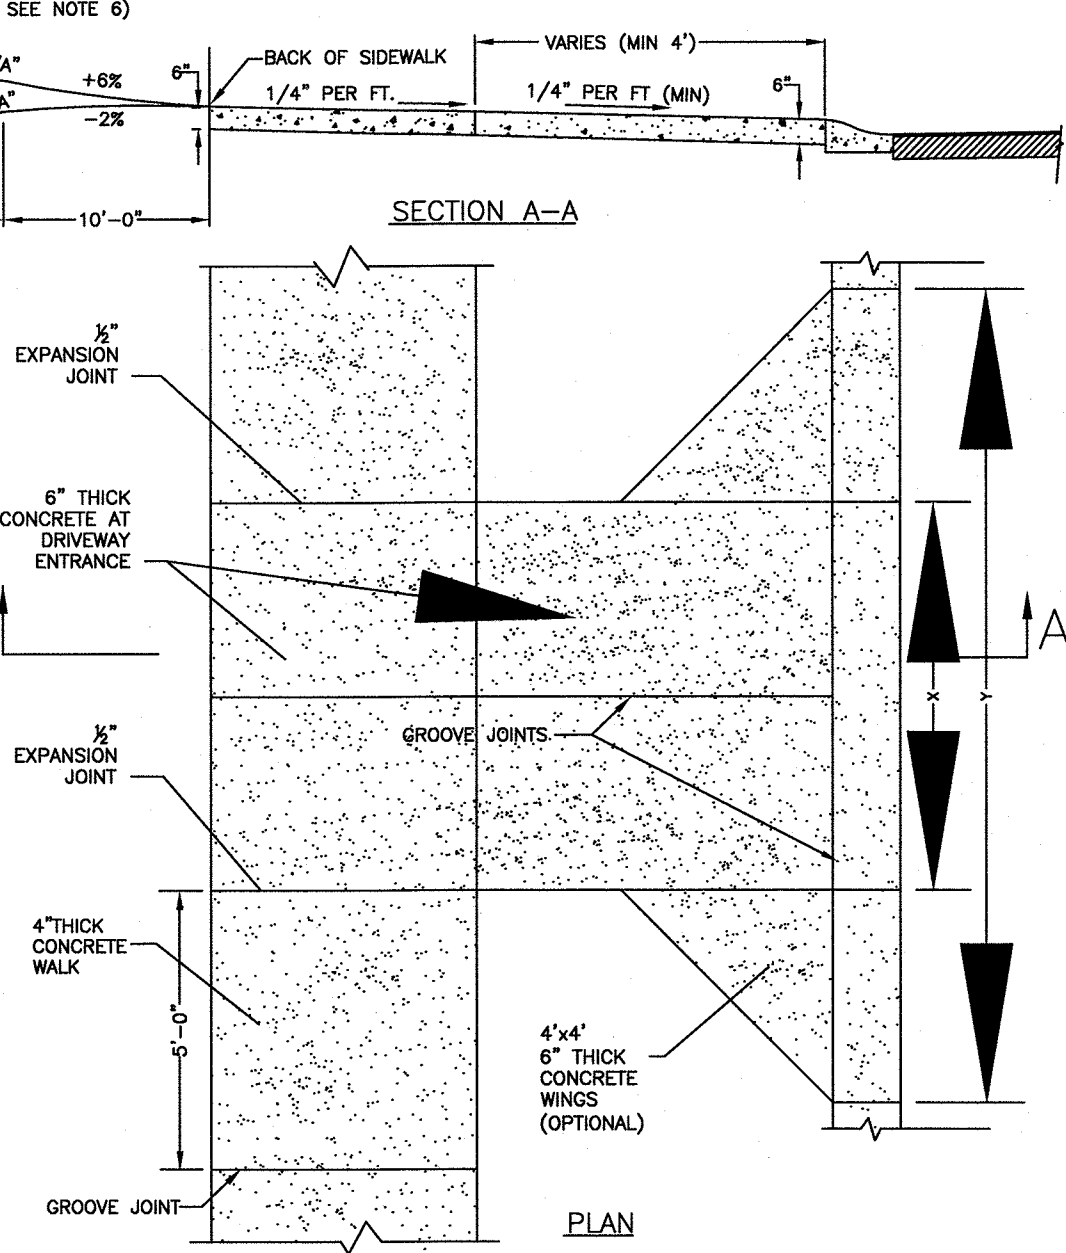 SEE NOTE 6)
A"
A"
+6%
-2%
6"
BACK OF SIDEWALK
1/4" PER FT.
VARIES (MIN 4')
1/4" PER FT (MIN)
6"
10'-0"
SECTION A-A
½"
EXPANSION
JOINT
6" THICK
CONCRETE AT
DRIVEWAY
ENTRANCE
A
X
Y
GROOVE JOINTS
½"
EXPANSION
JOINT
4"THICK
CONCRETE
WALK
5'-0"
4'x4'
6" THICK
CONCRETE
WINGS
(OPTIONAL)
GROOVE JOINT
PLAN